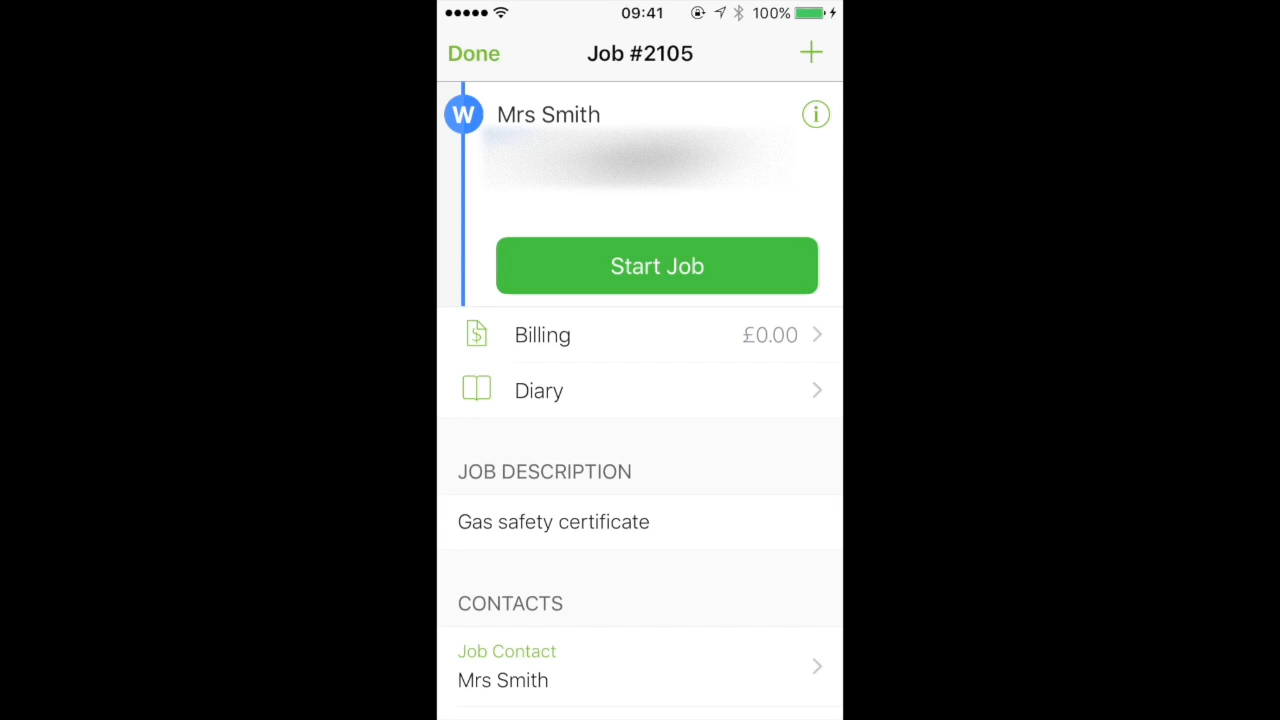 09:41 100%
Done Job #2105
W Mrs Smith
Start Job
Billing £0.00
Diary
JOB DESCRIPTION
Gas safety certificate
CONTACTS
Job Contact
Mrs Smith